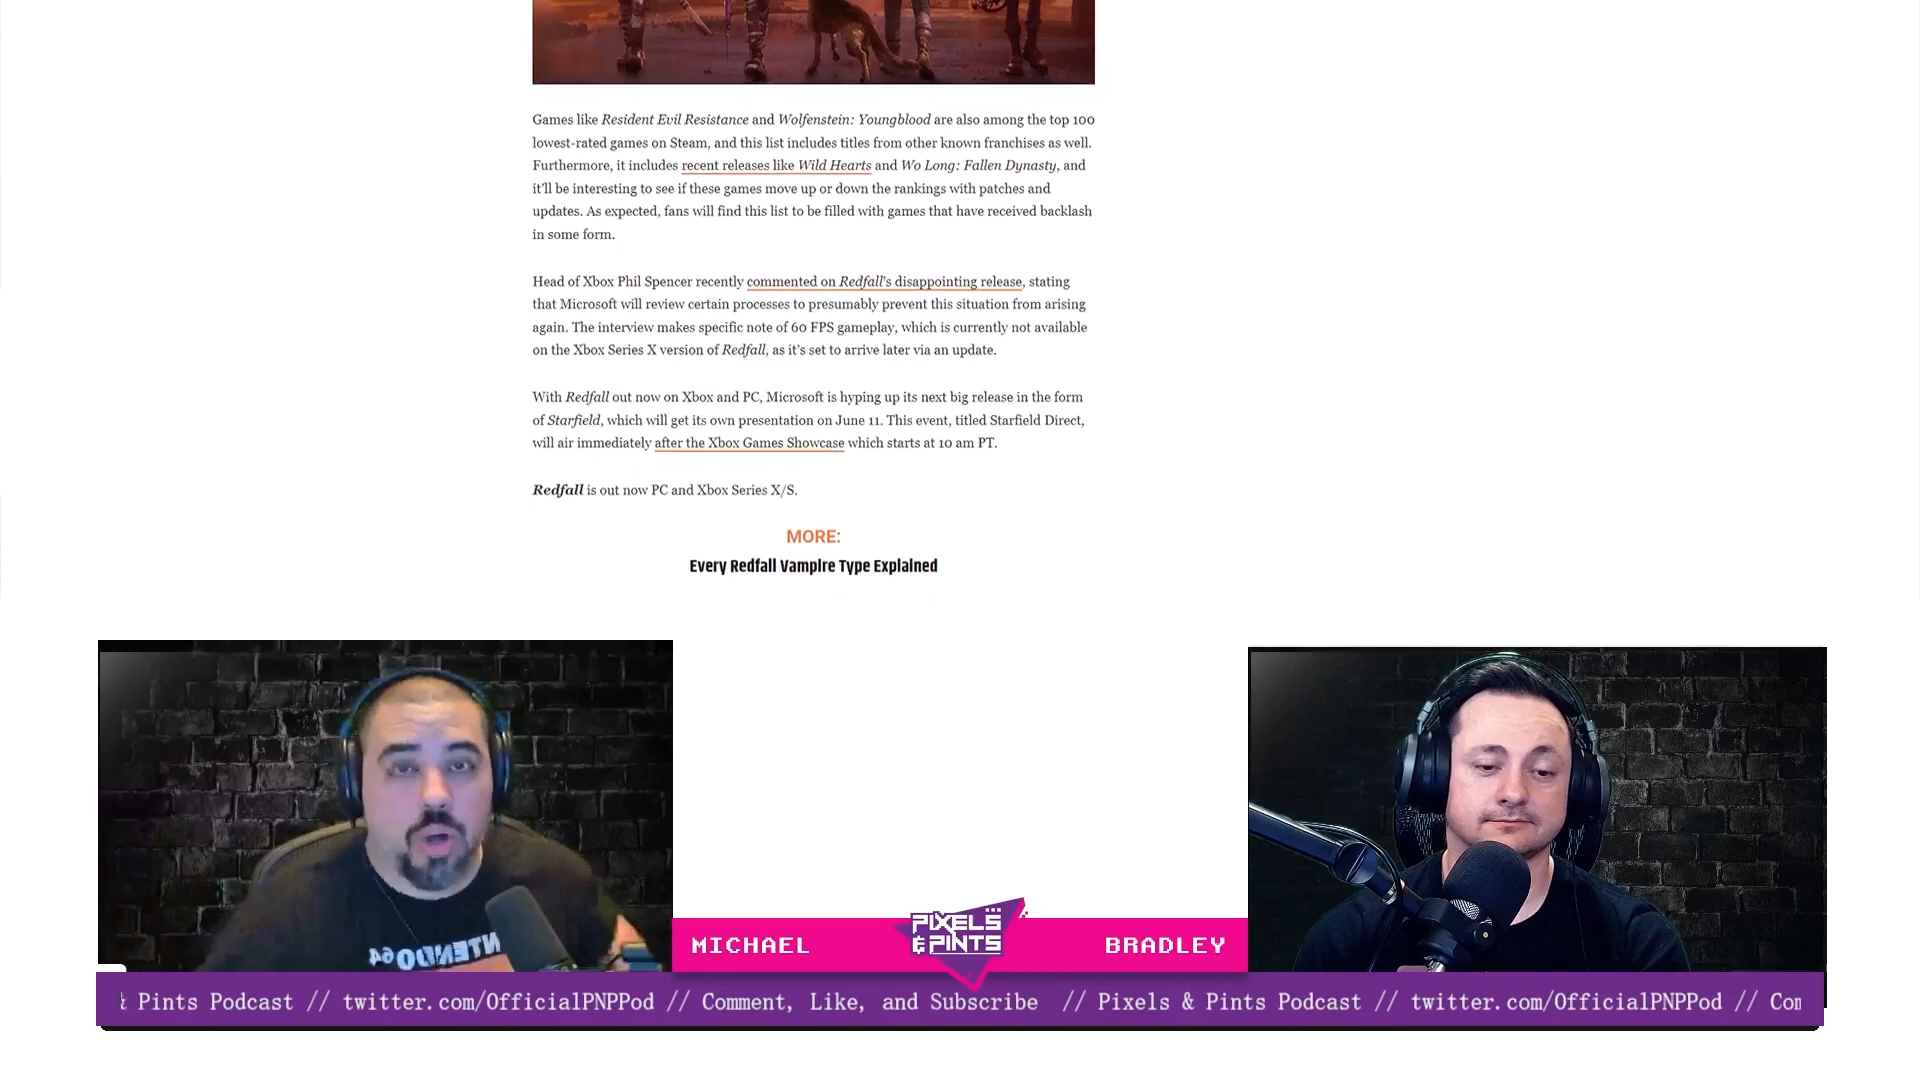 Games like Resident Evil Resistance and Wolfenstein: Youngblood are also among the top 100
lowest-rated games on Steam, and this list includes titles from other known franchises as well.
Furthermore, it includes recent releases like Wild Hearts and Wo Long: Fallen Dynasty, and
it'll be interesting to see if these games move up or down the rankings with patches and
updates. As expected, fans will find this list to be filled with games that have received backlash
in some form.
Head of Xbox Phil Spencer recently commented on Redfall's disappointing release, stating
that Microsoft will review certain processes to presumably prevent this situation from arising
again. The interview makes specific note of 60 FPS gameplay, which is currently not available
on the Xbox Series X version of Redfall, as it's set to arrive later via an update.
With Redfall out now on Xbox and PC, Microsoft is hyping up its next big release in the form
of Starfield, which will get its own presentation on June 11. This event, titled Starfield Direct,
will air immediately after the Xbox Games Showcase which starts at 10 am PT.
Redfall is out now PC and Xbox Series X/S.
MORE:
Every Redfall Vampire Type Explained
NTENDO64
MICHAEL
PIXELS
& PINTS
BRADLEY
& Pints Podcast // twitter.com/OfficialPNPPod // Comment, Like, and Subscribe // Pixels & Pints Podcast // twitter.com/OfficialPNPPod // Com